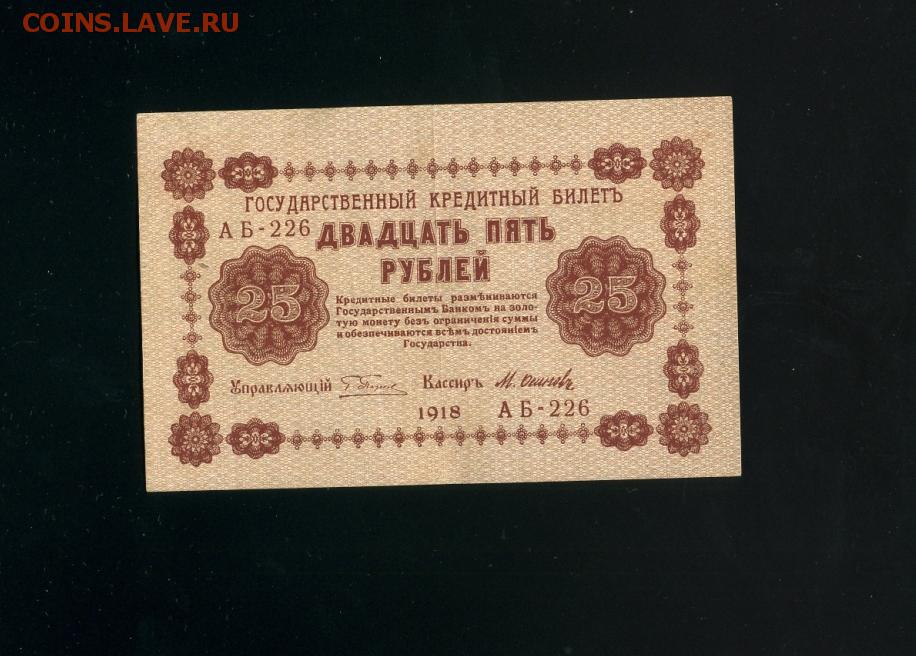 COINS.LAVE.RU
ГОСУДАРСТВЕННЫЙ КРЕДИТНЫЙ БИЛЕТЪ
АБ-226 ДВАДЦАТЬ ПЯТЬ
РУБЛЕЙ
25 25
Кредитные билеты размѣниваются
Государственнымъ Банкомъ на золо-
тую монету безъ ограниченія суммы
и обезпечиваются всѣмъ достояніемъ
Государства.
Управляющій Кассиръ
1918 АБ-226